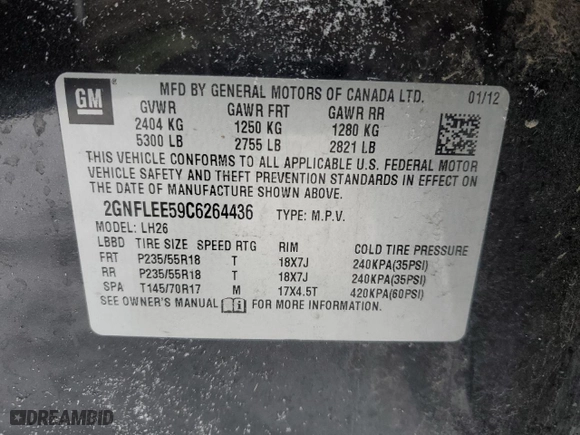 GM
MFD BY GENERAL MOTORS OF CANADA LTD. 01/12
GVWR GAWR FRT GAWR RR
2404 KG 1250 KG 1280 KG
5300 LB 2755 LB 2821 LB
THIS VEHICLE CONFORMS TO ALL APPLICABLE U.S. FEDERAL MOTOR
VEHICLE SAFETY AND THEFT PREVENTION STANDARDS IN EFFECT ON
THE DATE OF MANUFACTURE SHOWN ABOVE.
2GNFLEE59C6264436 TYPE: M.P.V.
MODEL: LH26
LBBD TIRE SIZE SPEED RTG RIM COLD TIRE PRESSURE
FRT P235/55R18 T 18X7J 240KPA(35PSI)
RR P235/55R18 T 18X7J 240KPA(35PSI)
SPA T145/70R17 M 17X4.5T 420KPA(60PSI)
SEE OWNER'S MANUAL FOR MORE INFORMATION
DREAMBID